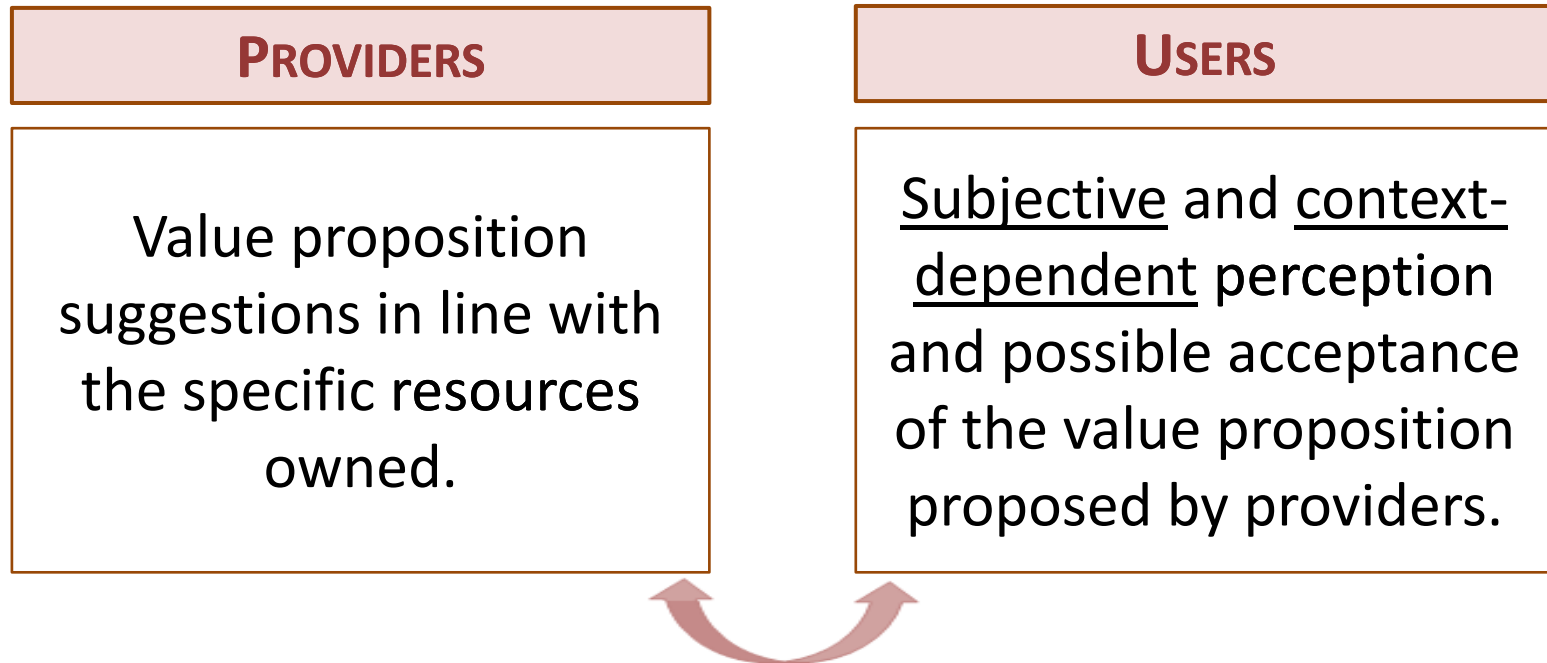 PROVIDERS
Value proposition
suggestions in line with
the specific resources
owned.
USERS
Subjective and context-
dependent perception
and possible acceptance
of the value proposition
proposed by providers.